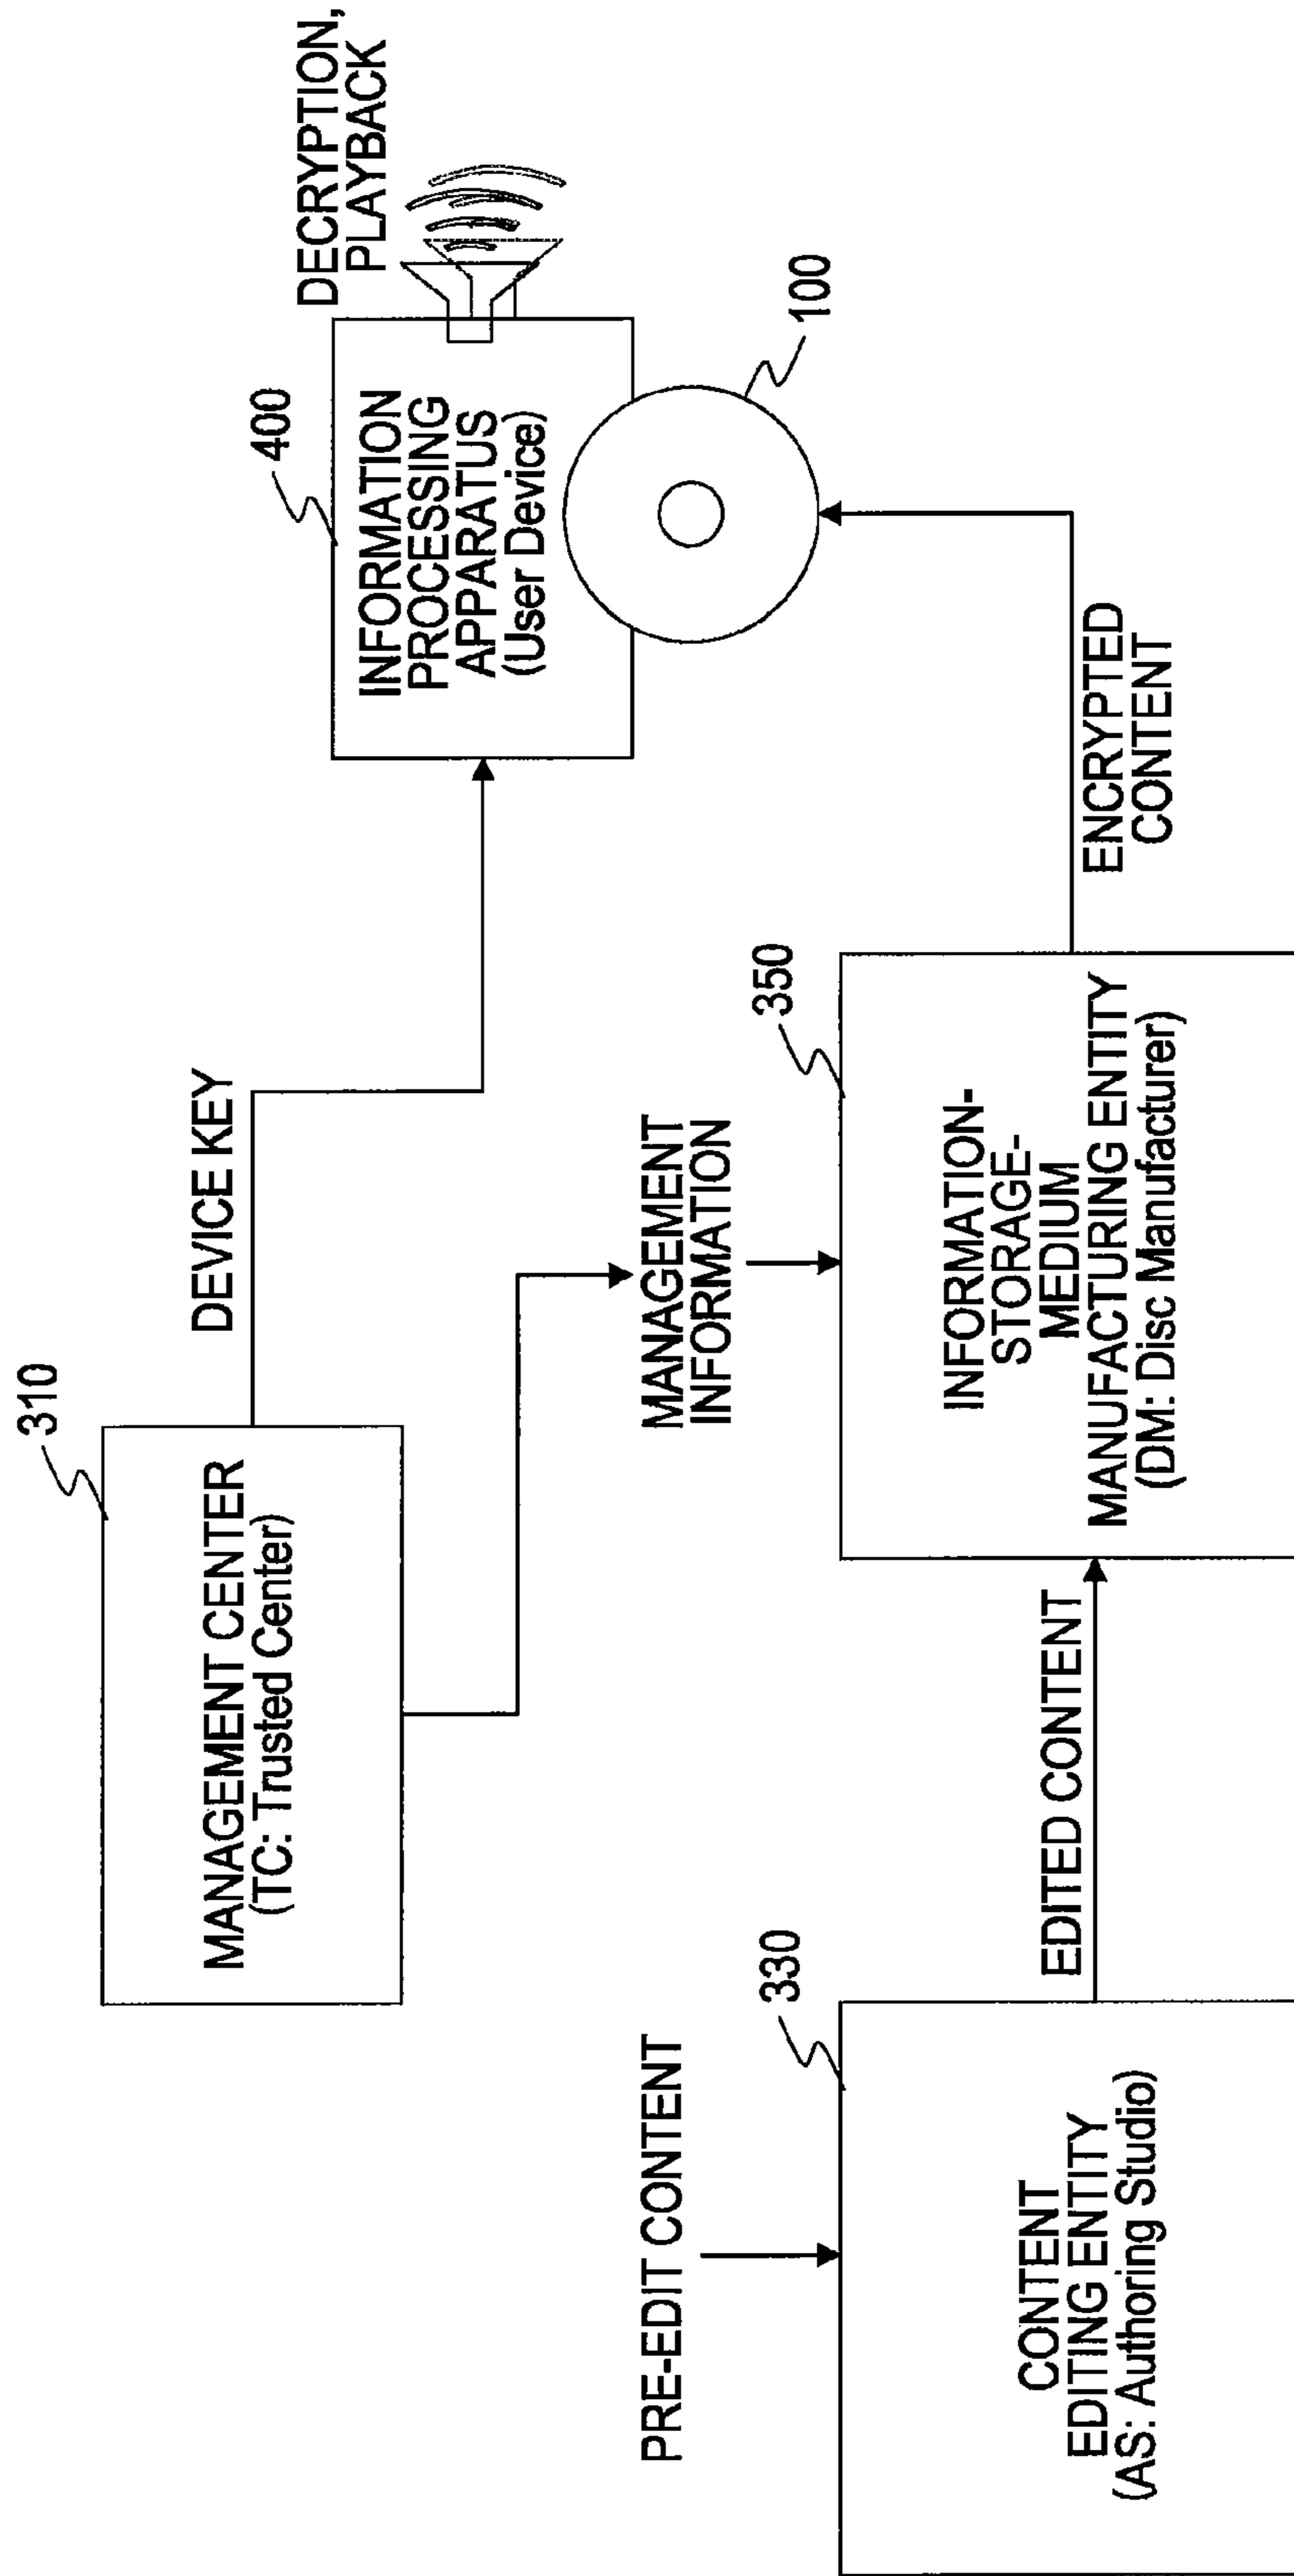 310
MANAGEMENT CENTER
(TC: Trusted Center)
DEVICE KEY
400
INFORMATION
PROCESSING
APPARATUS
(User Device)
DECRYPTION,
PLAYBACK
100
MANAGEMENT
INFORMATION
PRE-EDIT CONTENT
330
CONTENT
EDITING ENTITY
(AS: Authoring Studio)
EDITED CONTENT
350
INFORMATION-
STORAGE-
MEDIUM
MANUFACTURING ENTITY
(DM: Disc Manufacturer)
ENCRYPTED
CONTENT